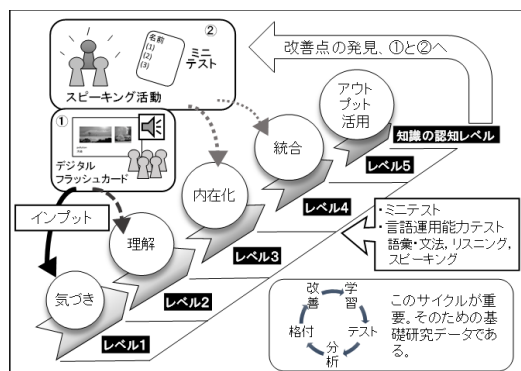 ②
名前
(1)
(2)
(3)
ミニ
テスト
スピーキング活動
改善点の発見、①と②へ
①
デジタル
フラッシュカード
インプット
気づき
理解
内在化
統合
アウト
プット
活用
知識の認知レベル
レベル5
レベル4
レベル3
レベル2
レベル1
・ミニテスト
・言語運用能力テスト
語彙・文法, リスニング,
スピーキング
改善
学習
テスト
分析
格付
このサイクルが重
要。そのための基
礎研究データであ
る。